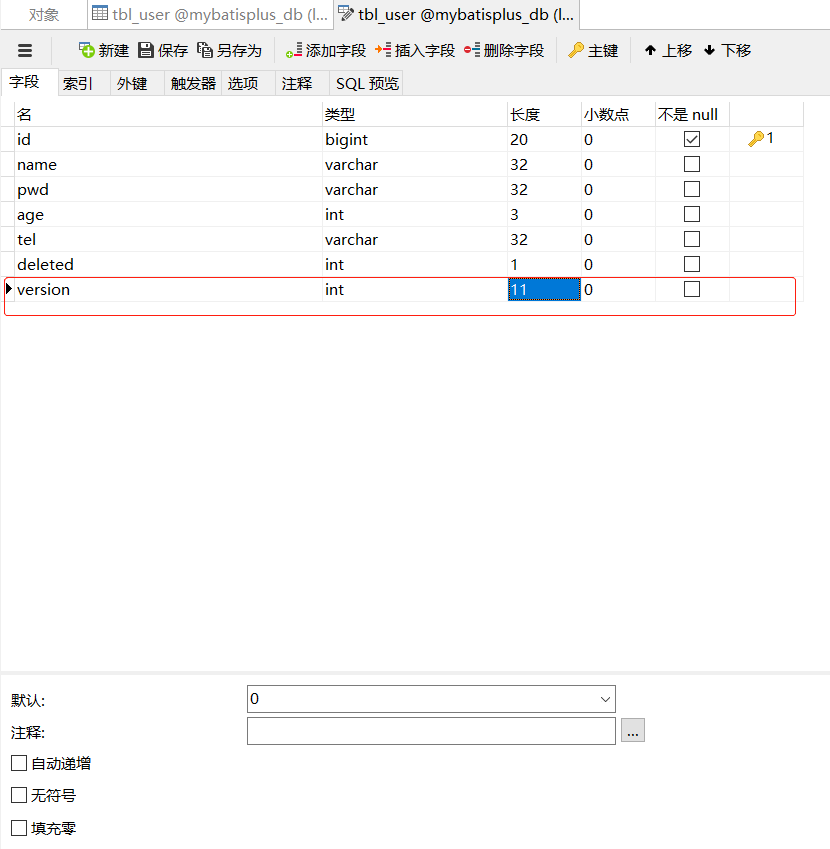 对象 tbl_user @mybatisplus_db (l... tbl_user @mybatisplus_db (l...
新建 保存 另存为 添加字段 插入字段 删除字段 主键 上移 下移
字段 索引 外键 触发器 选项 注释 SQL 预览
名 类型 长度 小数点 不是 null
id bigint 20 0 1
name varchar 32 0
pwd varchar 32 0
age int 3 0
tel varchar 32 0
deleted int 1 0
version int 11 0
默认: 0
注释: ...
自动递增
无符号
填充零